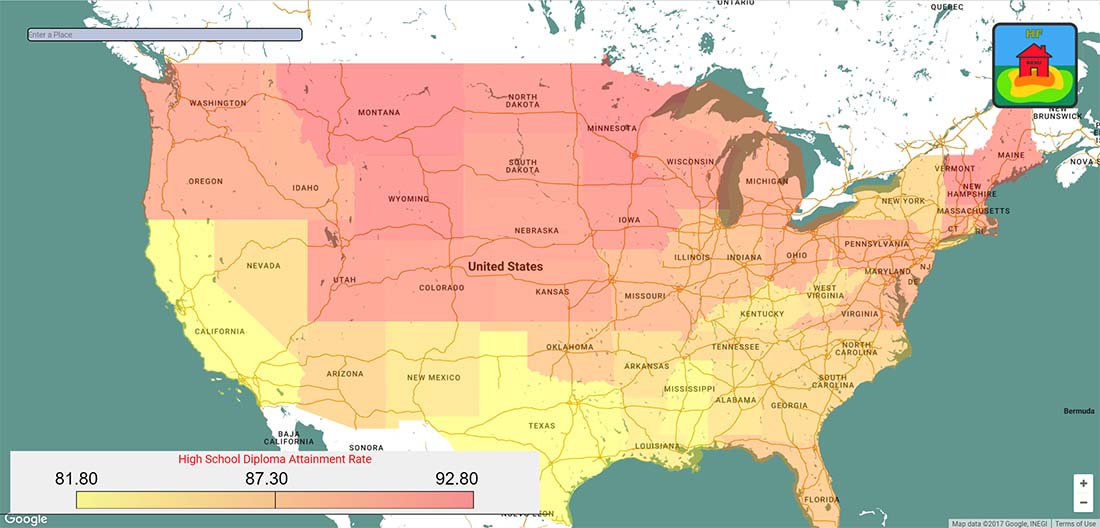 ONTARIO
QUEBEC
Enter a Place
HF
MENU
NEW
BRUNSWICK
WASHINGTON
MONTANA
NORTH
DAKOTA
MINNESOTA
WISCONSIN
MICHIGAN
MAINE
NOVA S
VERMONT
NEW
HAMPSHIRE
MASSACHUSETTS
NEW YORK
CT
RI
OREGON
IDAHO
WYOMING
SOUTH
DAKOTA
IOWA
NEBRASKA
ILLINOIS
INDIANA
OHIO
PENNSYLVANIA
NJ
MARYLAND
DE
United States
NEVADA
UTAH
COLORADO
KANSAS
MISSOURI
WEST
VIRGINIA
KENTUCKY
VIRGINIA
CALIFORNIA
ARIZONA
NEW MEXICO
OKLAHOMA
ARKANSAS
TENNESSEE
NORTH
CAROLINA
SOUTH
CAROLINA
MISSISSIPPI
ALABAMA
GEORGIA
TEXAS
LOUISIANA
FLORIDA
Bermuda
BAJA
CALIFORNIA
SONORA
NUEVO LEON
High School Diploma Attainment Rate
81.80 87.30 92.80
+
−
Google
Map data ©2017 Google, INEGI Terms of Use